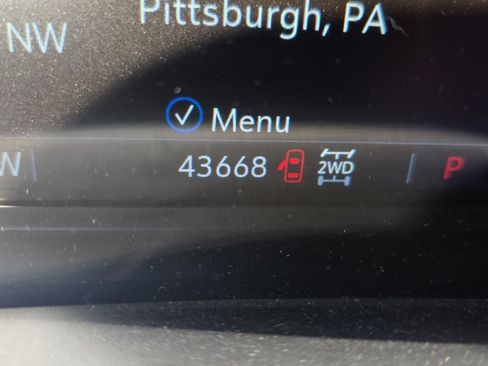 Pittsburgh, PA
NW
Menu
43668 2WD P